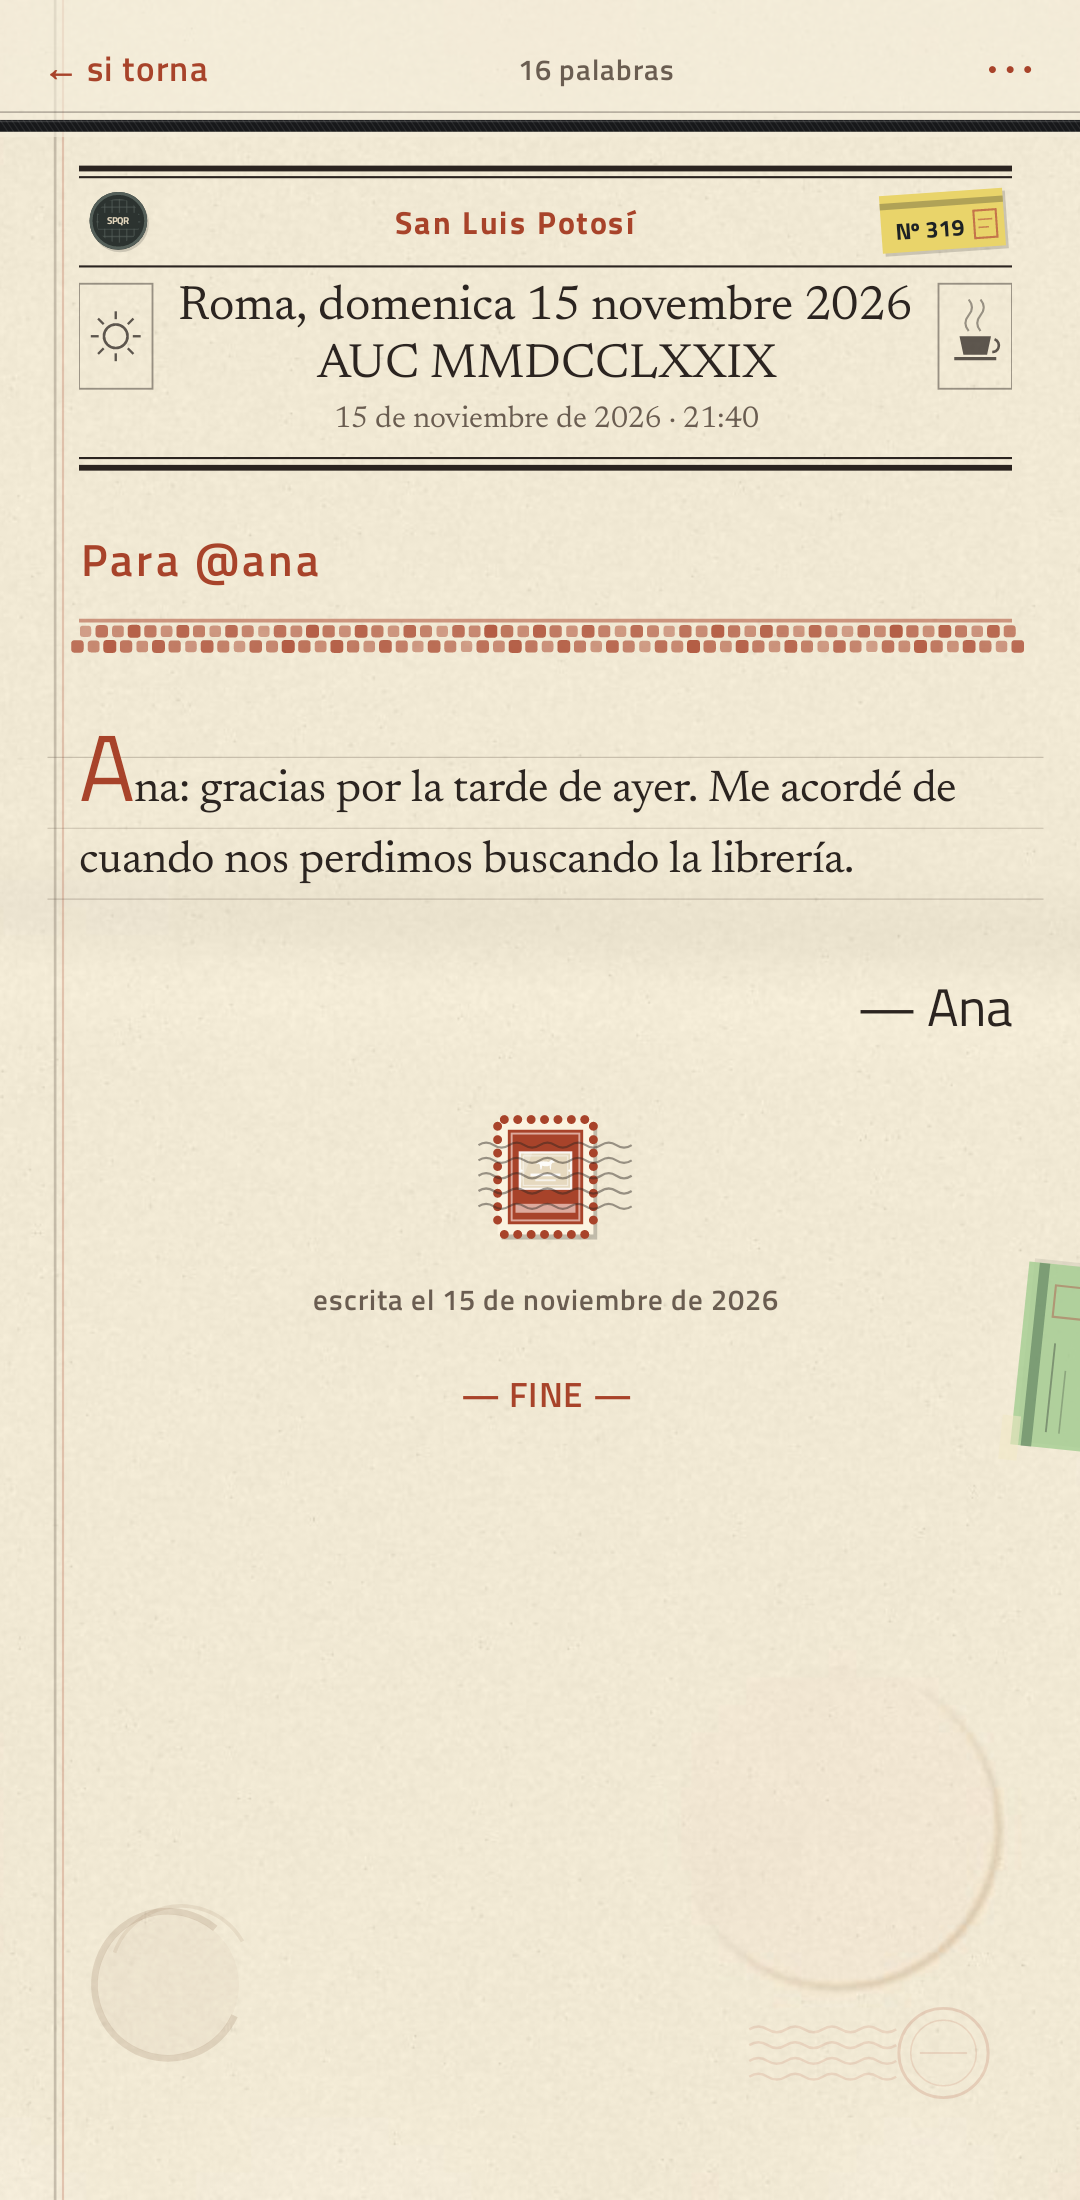 ← si torna
16 palabras
...
SPQR
San Luis Potosí
Nº 319
Roma, domenica 15 novembre 2026
AUC MMDCCLXXIX
15 de noviembre de 2026 · 21:40
Para @ana
Ana: gracias por la tarde de ayer. Me acordé de
cuando nos perdimos buscando la librería.
— Ana
escrita el 15 de noviembre de 2026
— FINE —